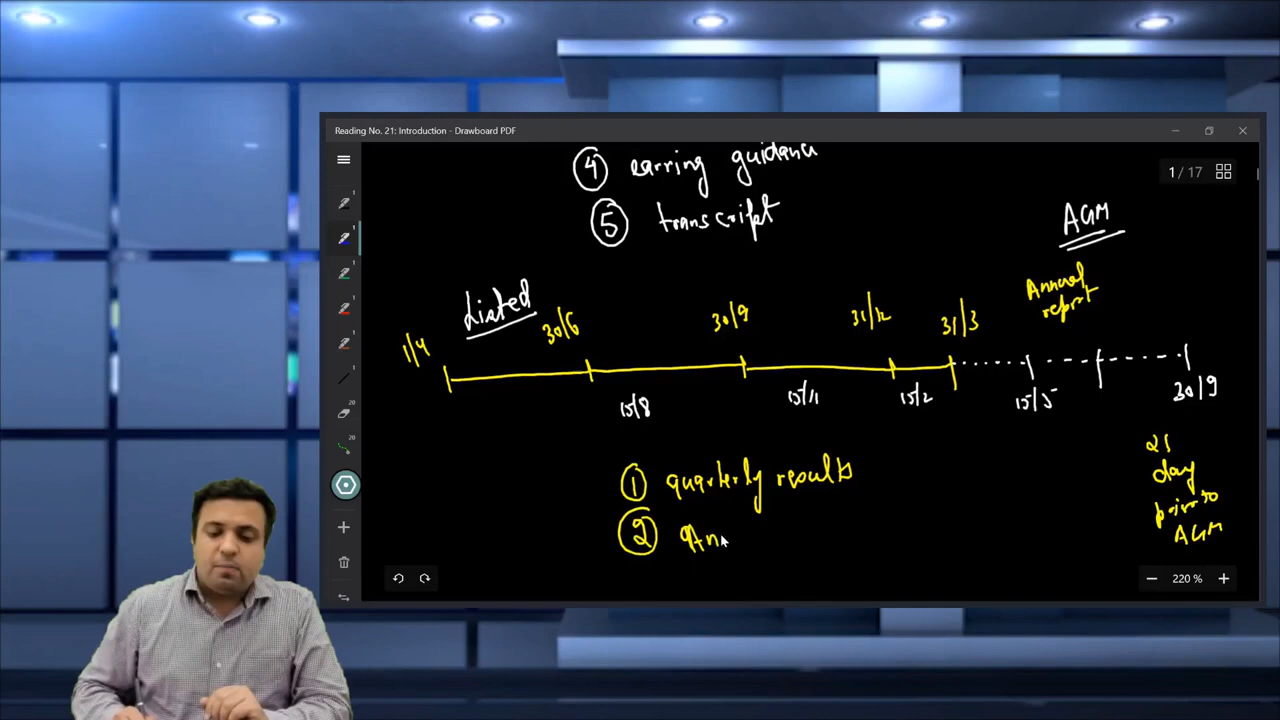 Reading No. 21: Introduction - Drawboard PDF
1 / 17
④ earring guidance
⑤ transcript
AGM
Annual
report
Listed
1/4
30/6
30/9
31/12
31/3
15/8
15/11
15/2
15/5
30/9
① quarterly results
② An
21
day
prior to
AGM
220 %